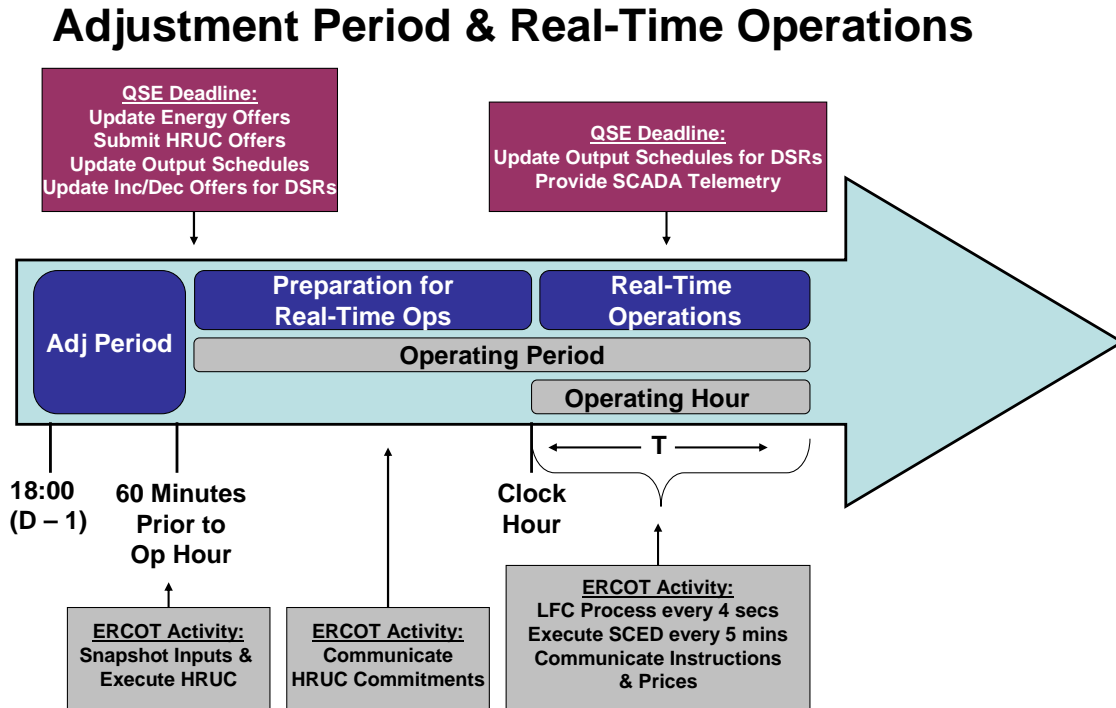 Adjustment Period & Real-Time Operations
QSE Deadline:
Update Energy Offers
Submit HRUC Offers
Update Output Schedules
Update Inc/Dec Offers for DSRs
QSE Deadline:
Update Output Schedules for DSRs
Provide SCADA Telemetry
Adj Period
Preparation for
Real-Time Ops
Real-Time
Operations
Operating Period
Operating Hour
T
18:00
(D – 1)
60 Minutes
Prior to
Op Hour
Clock
Hour
ERCOT Activity:
Snapshot Inputs &
Execute HRUC
ERCOT Activity:
Communicate
HRUC Commitments
ERCOT Activity:
LFC Process every 4 secs
Execute SCED every 5 mins
Communicate Instructions
& Prices